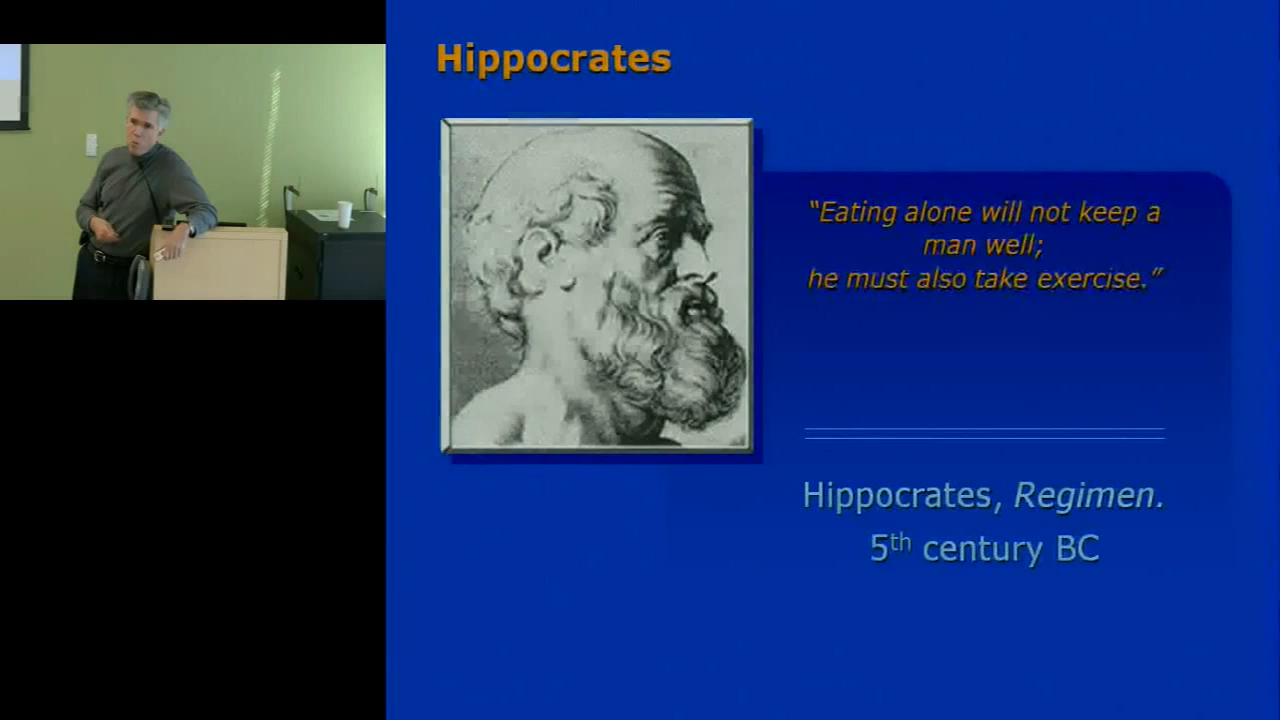 Hippocrates
“Eating alone will not keep a
man well;
he must also take exercise.”
Hippocrates, Regimen.
5th century BC